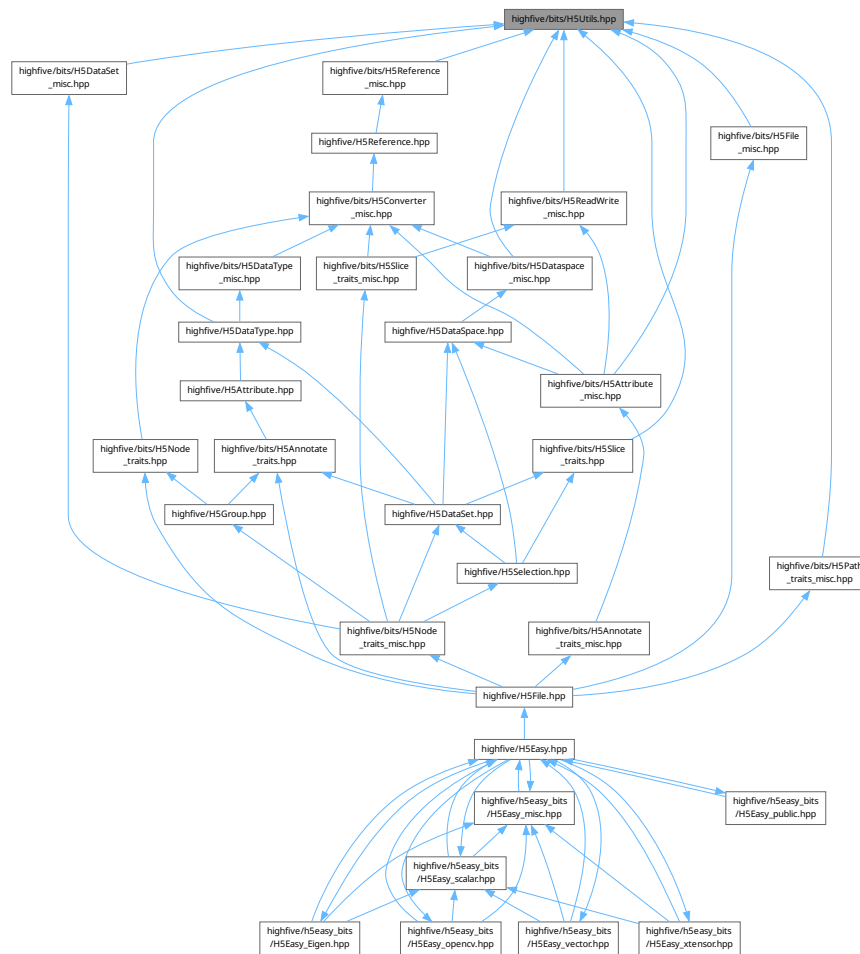 highfive/bits/H5Utils.hpp
highfive/bits/H5DataSet
_misc.hpp
highfive/bits/H5Reference
_misc.hpp
highfive/bits/H5File
_misc.hpp
highfive/H5Reference.hpp
highfive/bits/H5Converter
_misc.hpp
highfive/bits/H5ReadWrite
_misc.hpp
highfive/bits/H5DataType
_misc.hpp
highfive/bits/H5Slice
_traits_misc.hpp
highfive/bits/H5Dataspace
_misc.hpp
highfive/H5DataType.hpp
highfive/H5DataSpace.hpp
highfive/H5Attribute.hpp
highfive/bits/H5Attribute
_misc.hpp
highfive/bits/H5Node
_traits.hpp
highfive/bits/H5Annotate
_traits.hpp
highfive/bits/H5Slice
_traits.hpp
highfive/H5Group.hpp
highfive/H5DataSet.hpp
highfive/H5Selection.hpp
highfive/bits/H5Path
_traits_misc.hpp
highfive/bits/H5Node
_traits_misc.hpp
highfive/bits/H5Annotate
_traits_misc.hpp
highfive/H5File.hpp
highfive/H5Easy.hpp
highfive/h5easy_bits
/H5Easy_misc.hpp
highfive/h5easy_bits
/H5Easy_public.hpp
highfive/h5easy_bits
/H5Easy_scalar.hpp
highfive/h5easy_bits
/H5Easy_Eigen.hpp
highfive/h5easy_bits
/H5Easy_opencv.hpp
highfive/h5easy_bits
/H5Easy_vector.hpp
highfive/h5easy_bits
/H5Easy_xtensor.hpp